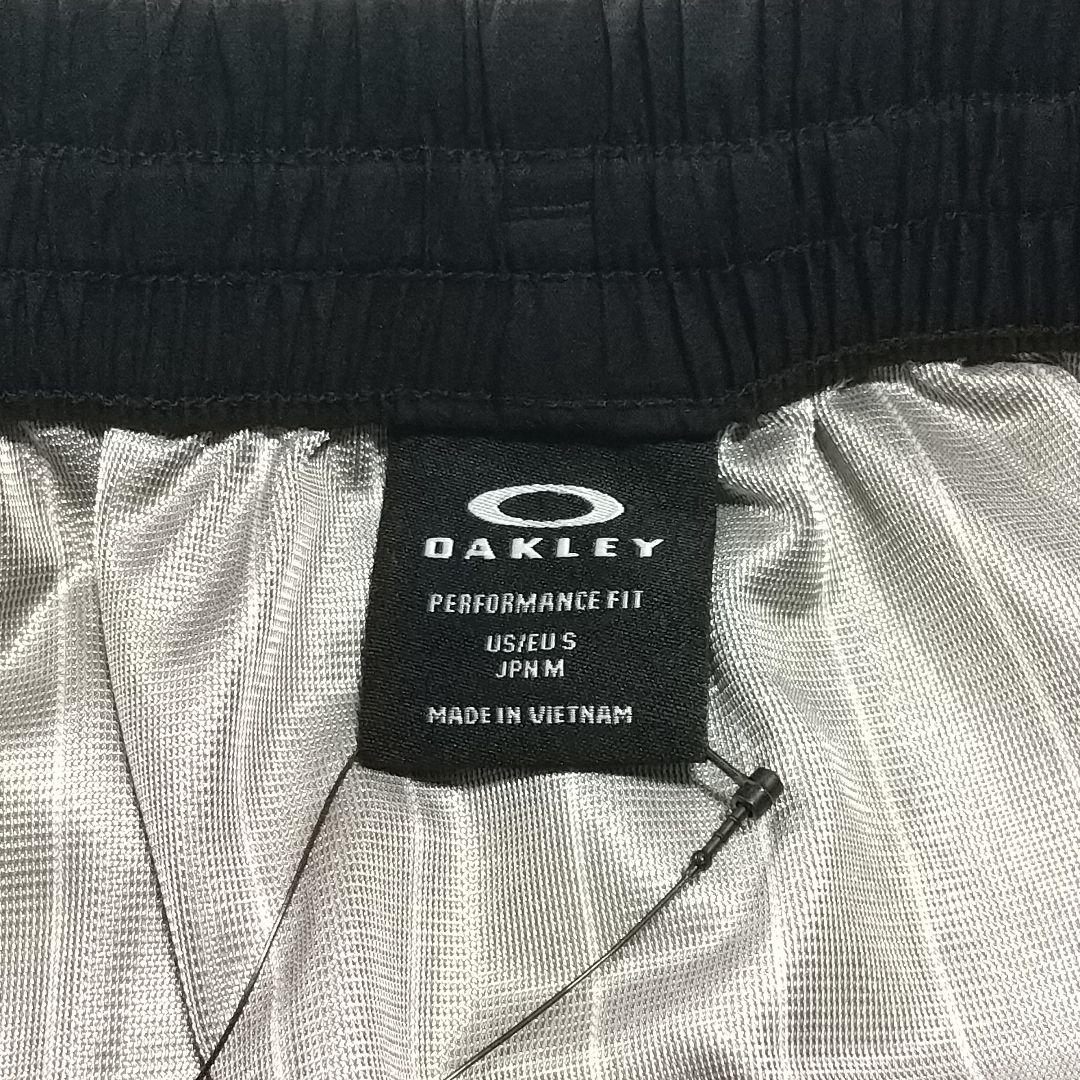 OAKLEY
PERFORMANCE FIT
US/EU S
JPN M
MADE IN VIETNAM